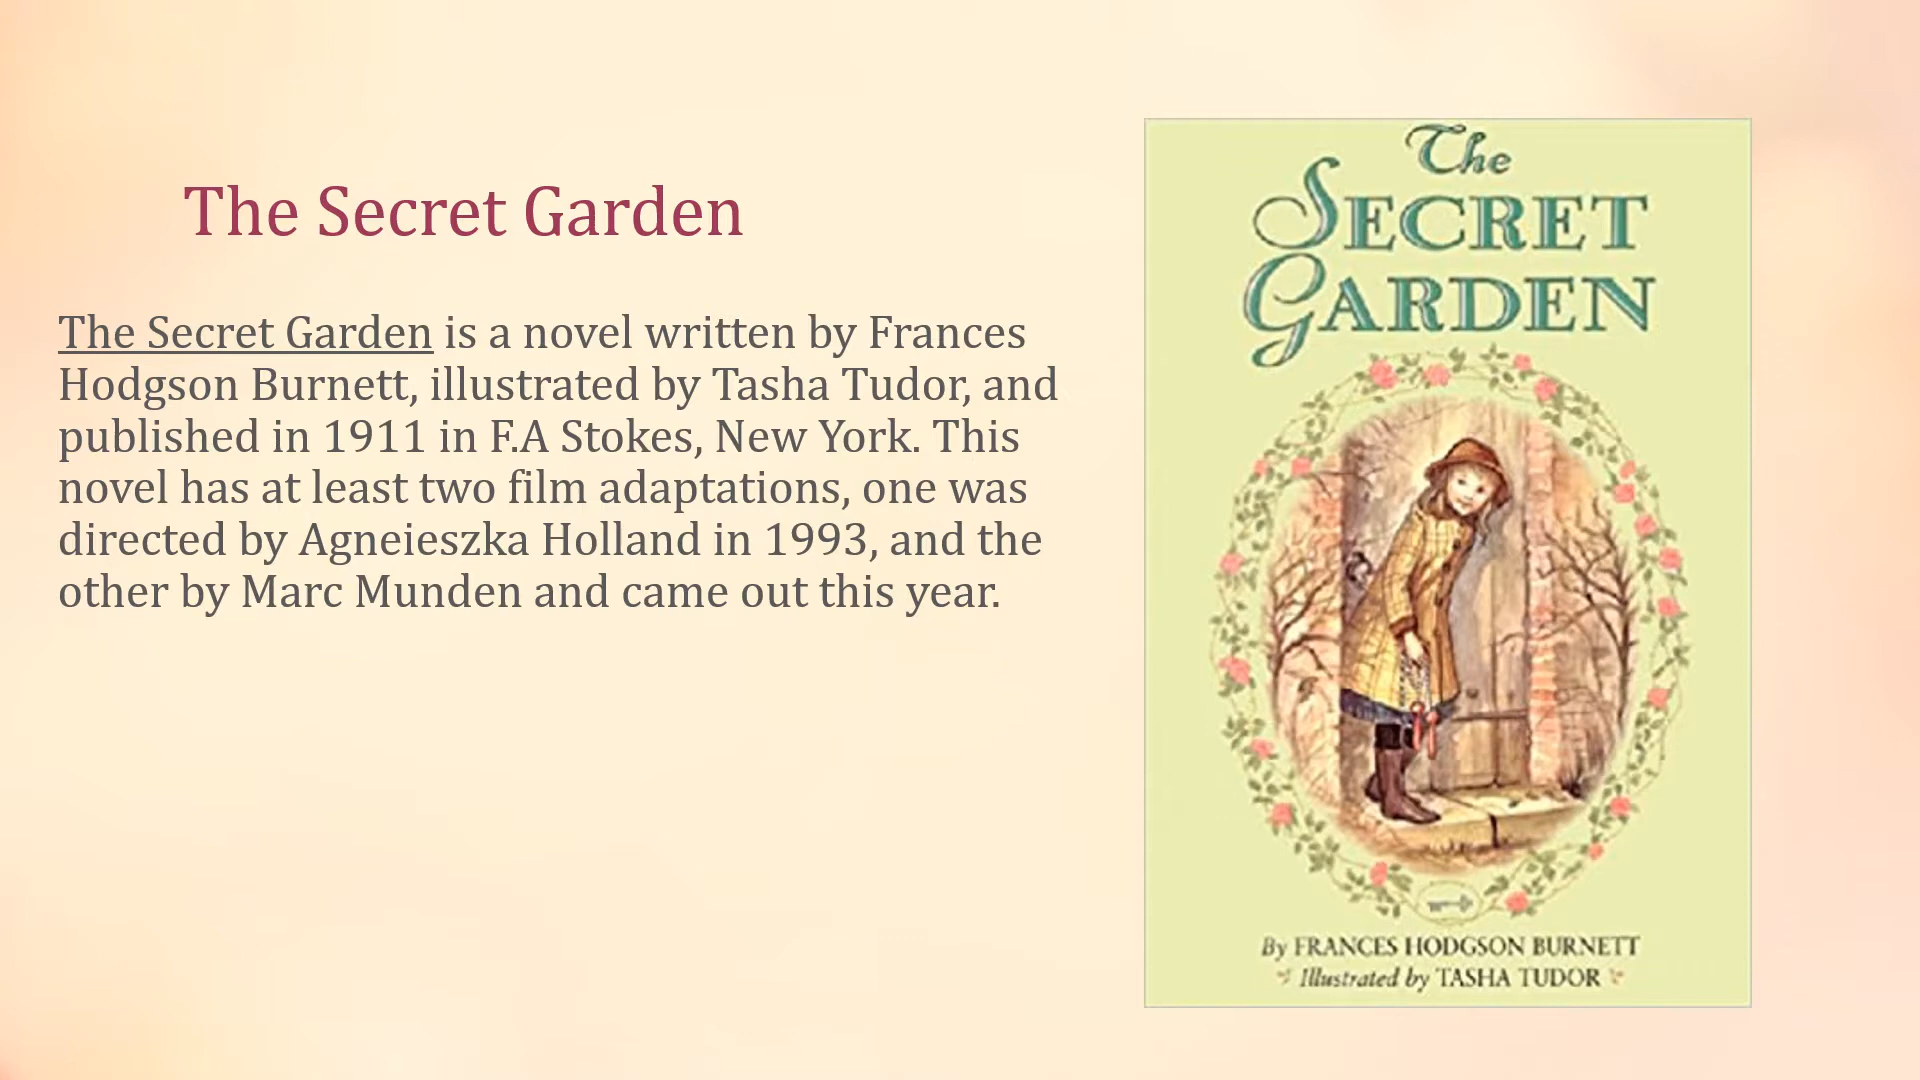 The Secret Garden
The Secret Garden is a novel written by Frances
Hodgson Burnett, illustrated by Tasha Tudor, and
published in 1911 in F.A Stokes, New York. This
novel has at least two film adaptations, one was
directed by Agneieszka Holland in 1993, and the
other by Marc Munden and came out this year.
The
SECRET
GARDEN
By FRANCES HODGSON BURNETT
Illustrated by TASHA TUDOR